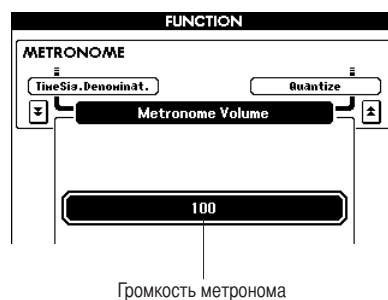 FUNCTION
METRONOME
TimeSig.Denominat.
Quantize
Metronome Volume
100
Громкость метронома